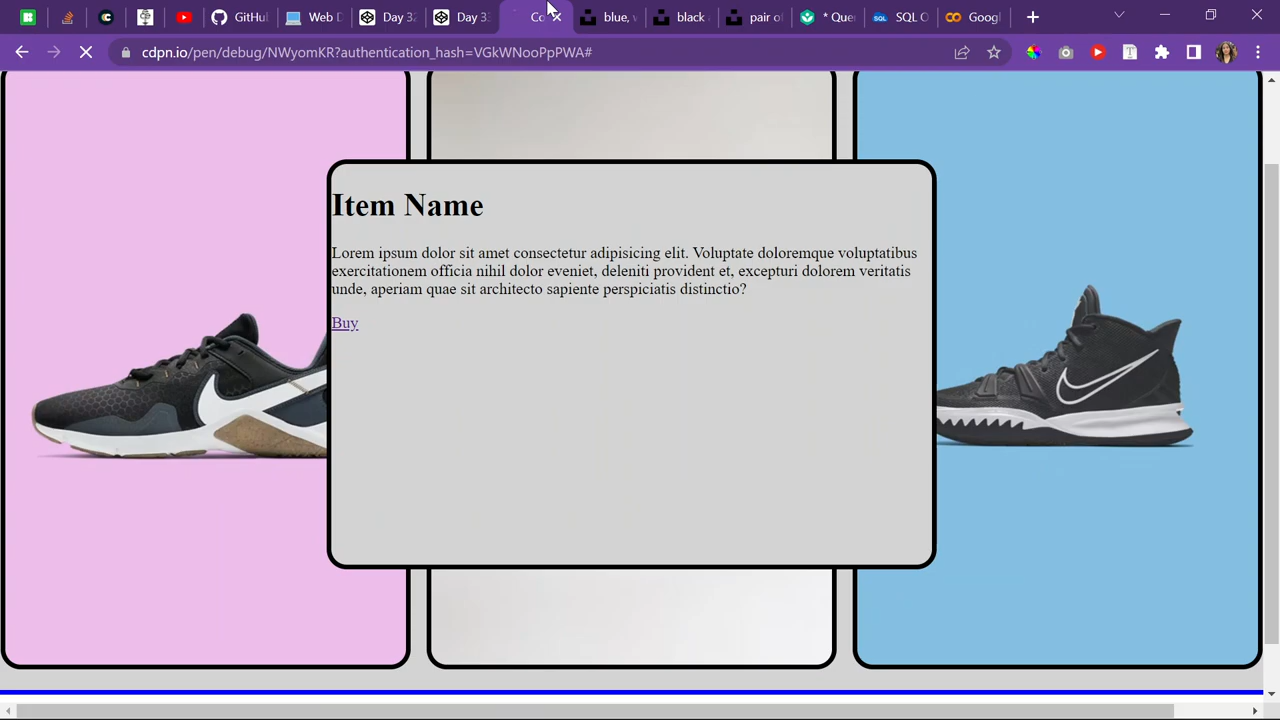 GitHub
Web D
Day 32
Day 3
Co
blue, w
black
pair of
* Quer
SQL O
Googl
cdpn.io/pen/debug/NWyomKR?authentication_hash=VGkWNooPpPWA#
Item Name
Lorem ipsum dolor sit amet consectetur adipisicing elit. Voluptate doloremque voluptatibus
exercitationem officia nihil dolor eveniet, deleniti provident et, excepturi dolorem veritatis
unde, aperiam quae sit architecto sapiente perspiciatis distinctio?
Buy